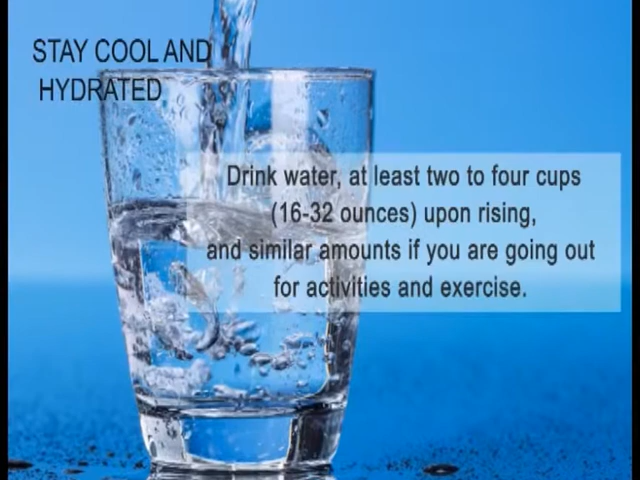 STAY COOL AND
HYDRATED
Drink water, at least two to four cups
(16-32 ounces) upon rising,
and similar amounts if you are going out
for activities and exercise.